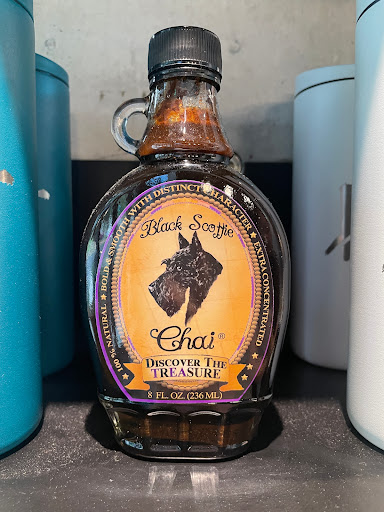 100% NATURAL ★ BOLD & SMOOTH WITH DISTINCT CHARACTER ★ EXTRA CONCENTRATED
Black Scottie
Chai ®
DISCOVER THE
TREASURE
8 FL. OZ. (236 ML)